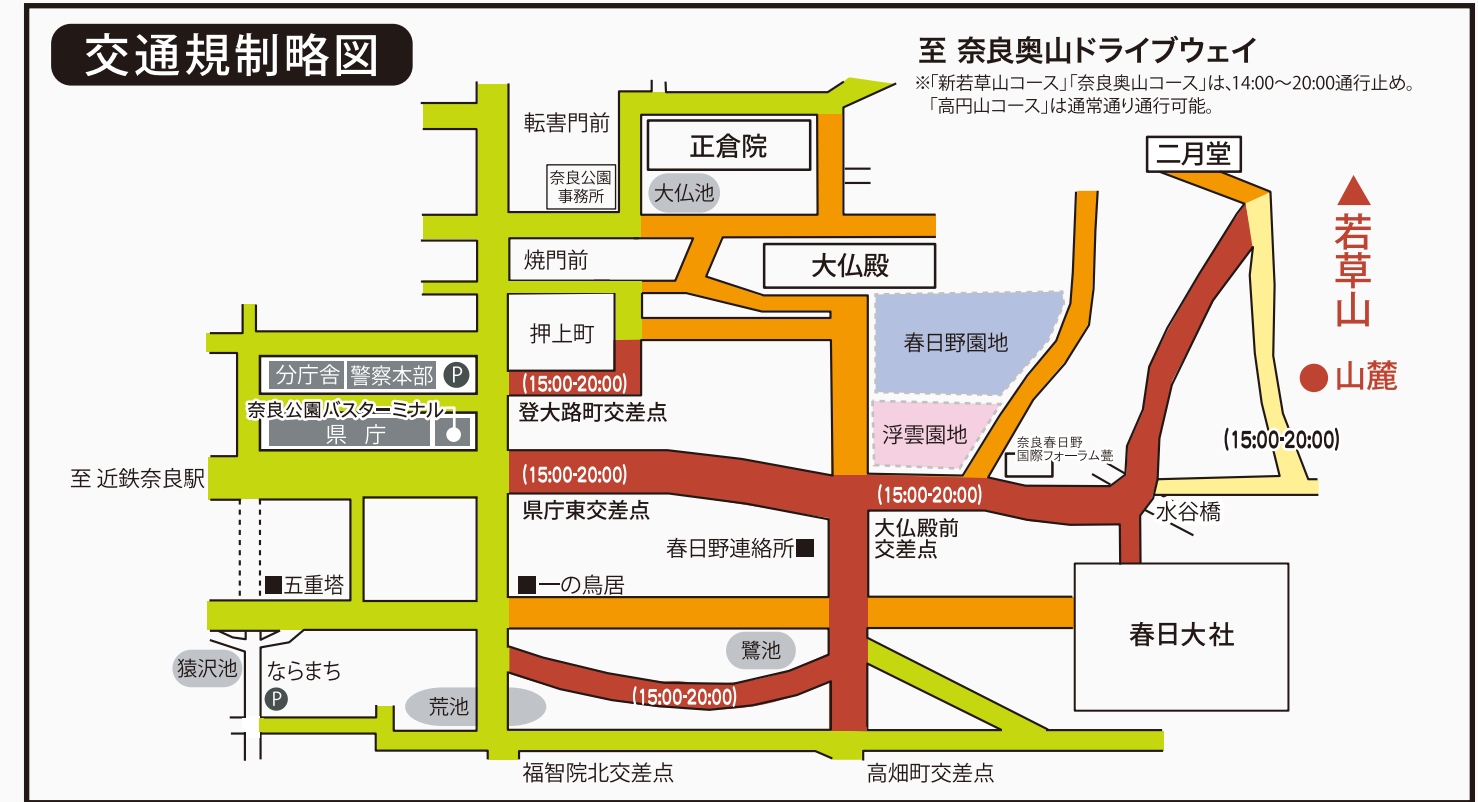 交通規制略図
至 奈良奥山ドライブウェイ
※「新若草山コース」「奈良奥山コース」は、14:00〜20:00通行止め。
「高円山コース」は通常通り通行可能。
転害門前
正倉院
二月堂
奈良公園
事務所
大仏池
▲若草山
焼門前
大仏殿
押上町
春日野園地
分庁舎
警察本部
P
(15:00-20:00)
●山麓
奈良公園バスターミナル
登大路町交差点
県庁
浮雲園地
奈良春日野
国際フォーラム甍
(15:00-20:00)
至 近鉄奈良駅
(15:00-20:00)
(15:00-20:00)
県庁東交差点
水谷橋
大仏殿前
交差点
春日野連絡所■
■五重塔
■一の鳥居
春日大社
猿沢池
ならまち
P
鷺池
荒池
(15:00-20:00)
福智院北交差点
高畑町交差点